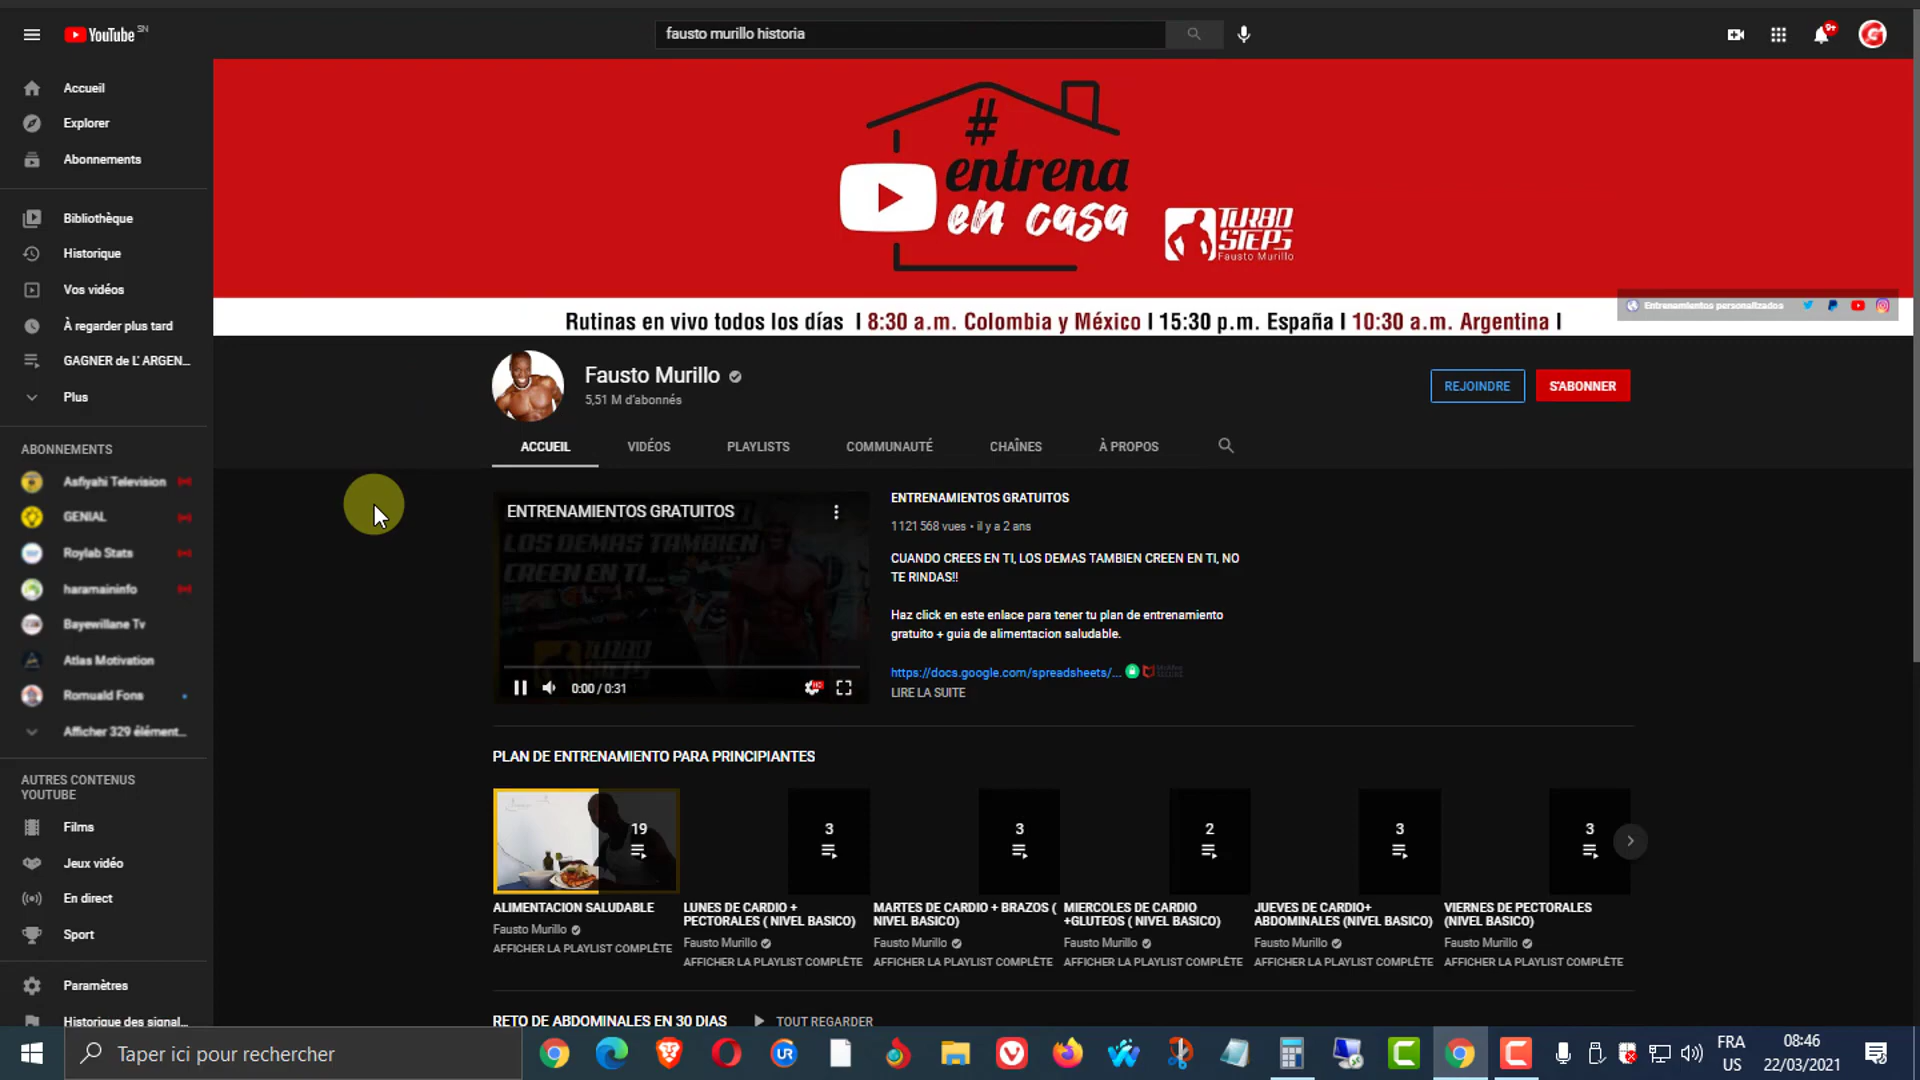 YouTube SN
fausto murillo historia
9+
Accueil
Explorer
Abonnements
Bibliothèque
Historique
Vos vidéos
À regarder plus tard
GAGNER de L' ARGEN...
Plus
ABONNEMENTS
Asfiyahi Television
GENIAL
Roylab Stats
haramaininfo
Bayewillane Tv
Atlas Motivation
Romuald Fons
Afficher 329 élément...
AUTRES CONTENUS
YOUTUBE
Films
Jeux vidéo
En direct
Sport
Paramètres
Historique des signal...
#
entrena
en casa
TURBO
STEPS
Fausto Murillo
Entrenamientos personalizados
Rutinas en vivo todos los días I 8:30 a.m. Colombia y México I 15:30 p.m. España I 10:30 a.m. Argentina I
Fausto Murillo
5,51 M d'abonnés
REJOINDRE
S'ABONNER
ACCUEIL
VIDÉOS
PLAYLISTS
COMMUNAUTÉ
CHAÎNES
À PROPOS
ENTRENAMIENTOS GRATUITOS
LOS DEMAS TAMBIEN
CREEN EN TI...
TURBO
STEPS
0:00 / 0:31
HD
ENTRENAMIENTOS GRATUITOS
1 121 568 vues • il y a 2 ans
CUANDO CREES EN TI, LOS DEMAS TAMBIEN CREEN EN TI, NO
TE RINDAS!!
Haz click en este enlace para tener tu plan de entrenamiento
gratuito + guia de alimentacion saludable.
https://docs.google.com/spreadsheets/...
LIRE LA SUITE
PLAN DE ENTRENAMIENTO PARA PRINCIPIANTES
19
3
3
2
3
3
ALIMENTACION SALUDABLE
Fausto Murillo
AFFICHER LA PLAYLIST COMPLÈTE
LUNES DE CARDIO +
PECTORALES ( NIVEL BASICO)
Fausto Murillo
AFFICHER LA PLAYLIST COMPLÈTE
MARTES DE CARDIO + BRAZOS (
NIVEL BASICO)
Fausto Murillo
AFFICHER LA PLAYLIST COMPLÈTE
MIERCOLES DE CARDIO
+GLUTEOS ( NIVEL BASICO)
Fausto Murillo
AFFICHER LA PLAYLIST COMPLÈTE
JUEVES DE CARDIO+
ABDOMINALES (NIVEL BASICO)
Fausto Murillo
AFFICHER LA PLAYLIST COMPLÈTE
VIERNES DE PECTORALES
(NIVEL BASICO)
Fausto Murillo
AFFICHER LA PLAYLIST COMPLÈTE
RETO DE ABDOMINALES EN 30 DIAS
TOUT REGARDER
Taper ici pour rechercher
UR
FRA
US
08:46
22/03/2021